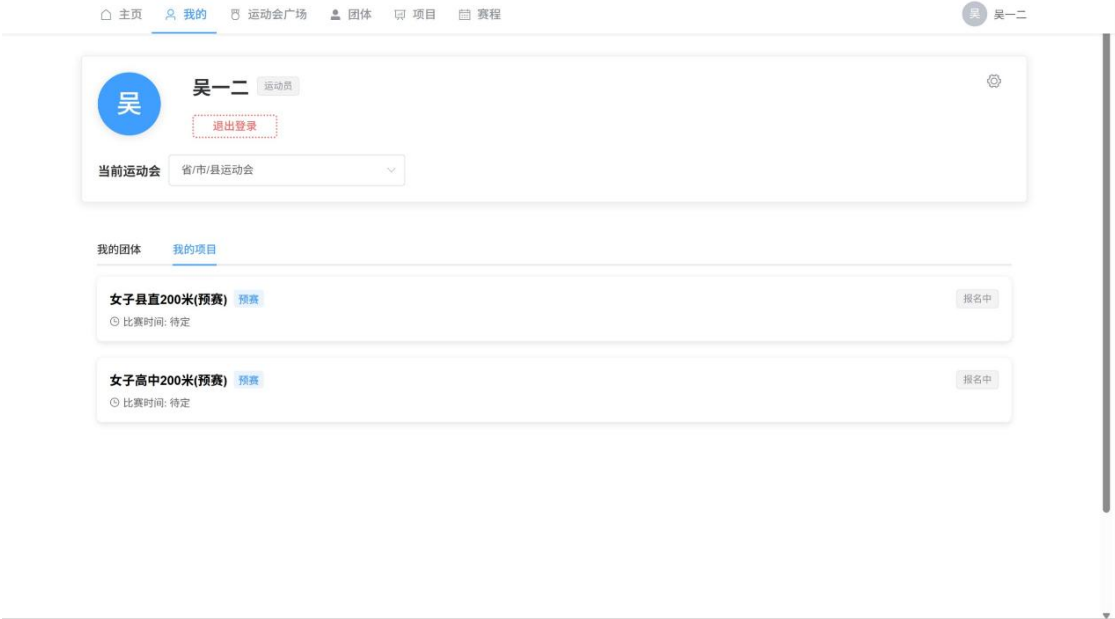 主页 我的 运动会广场 团体 项目 赛程 吴 吴一二
吴 吴一二 运动员
退出登录
当前运动会 省/市/县运动会
我的团体 我的项目
女子县直200米(预赛) 预赛 报名中
比赛时间: 待定
女子高中200米(预赛) 预赛 报名中
比赛时间: 待定